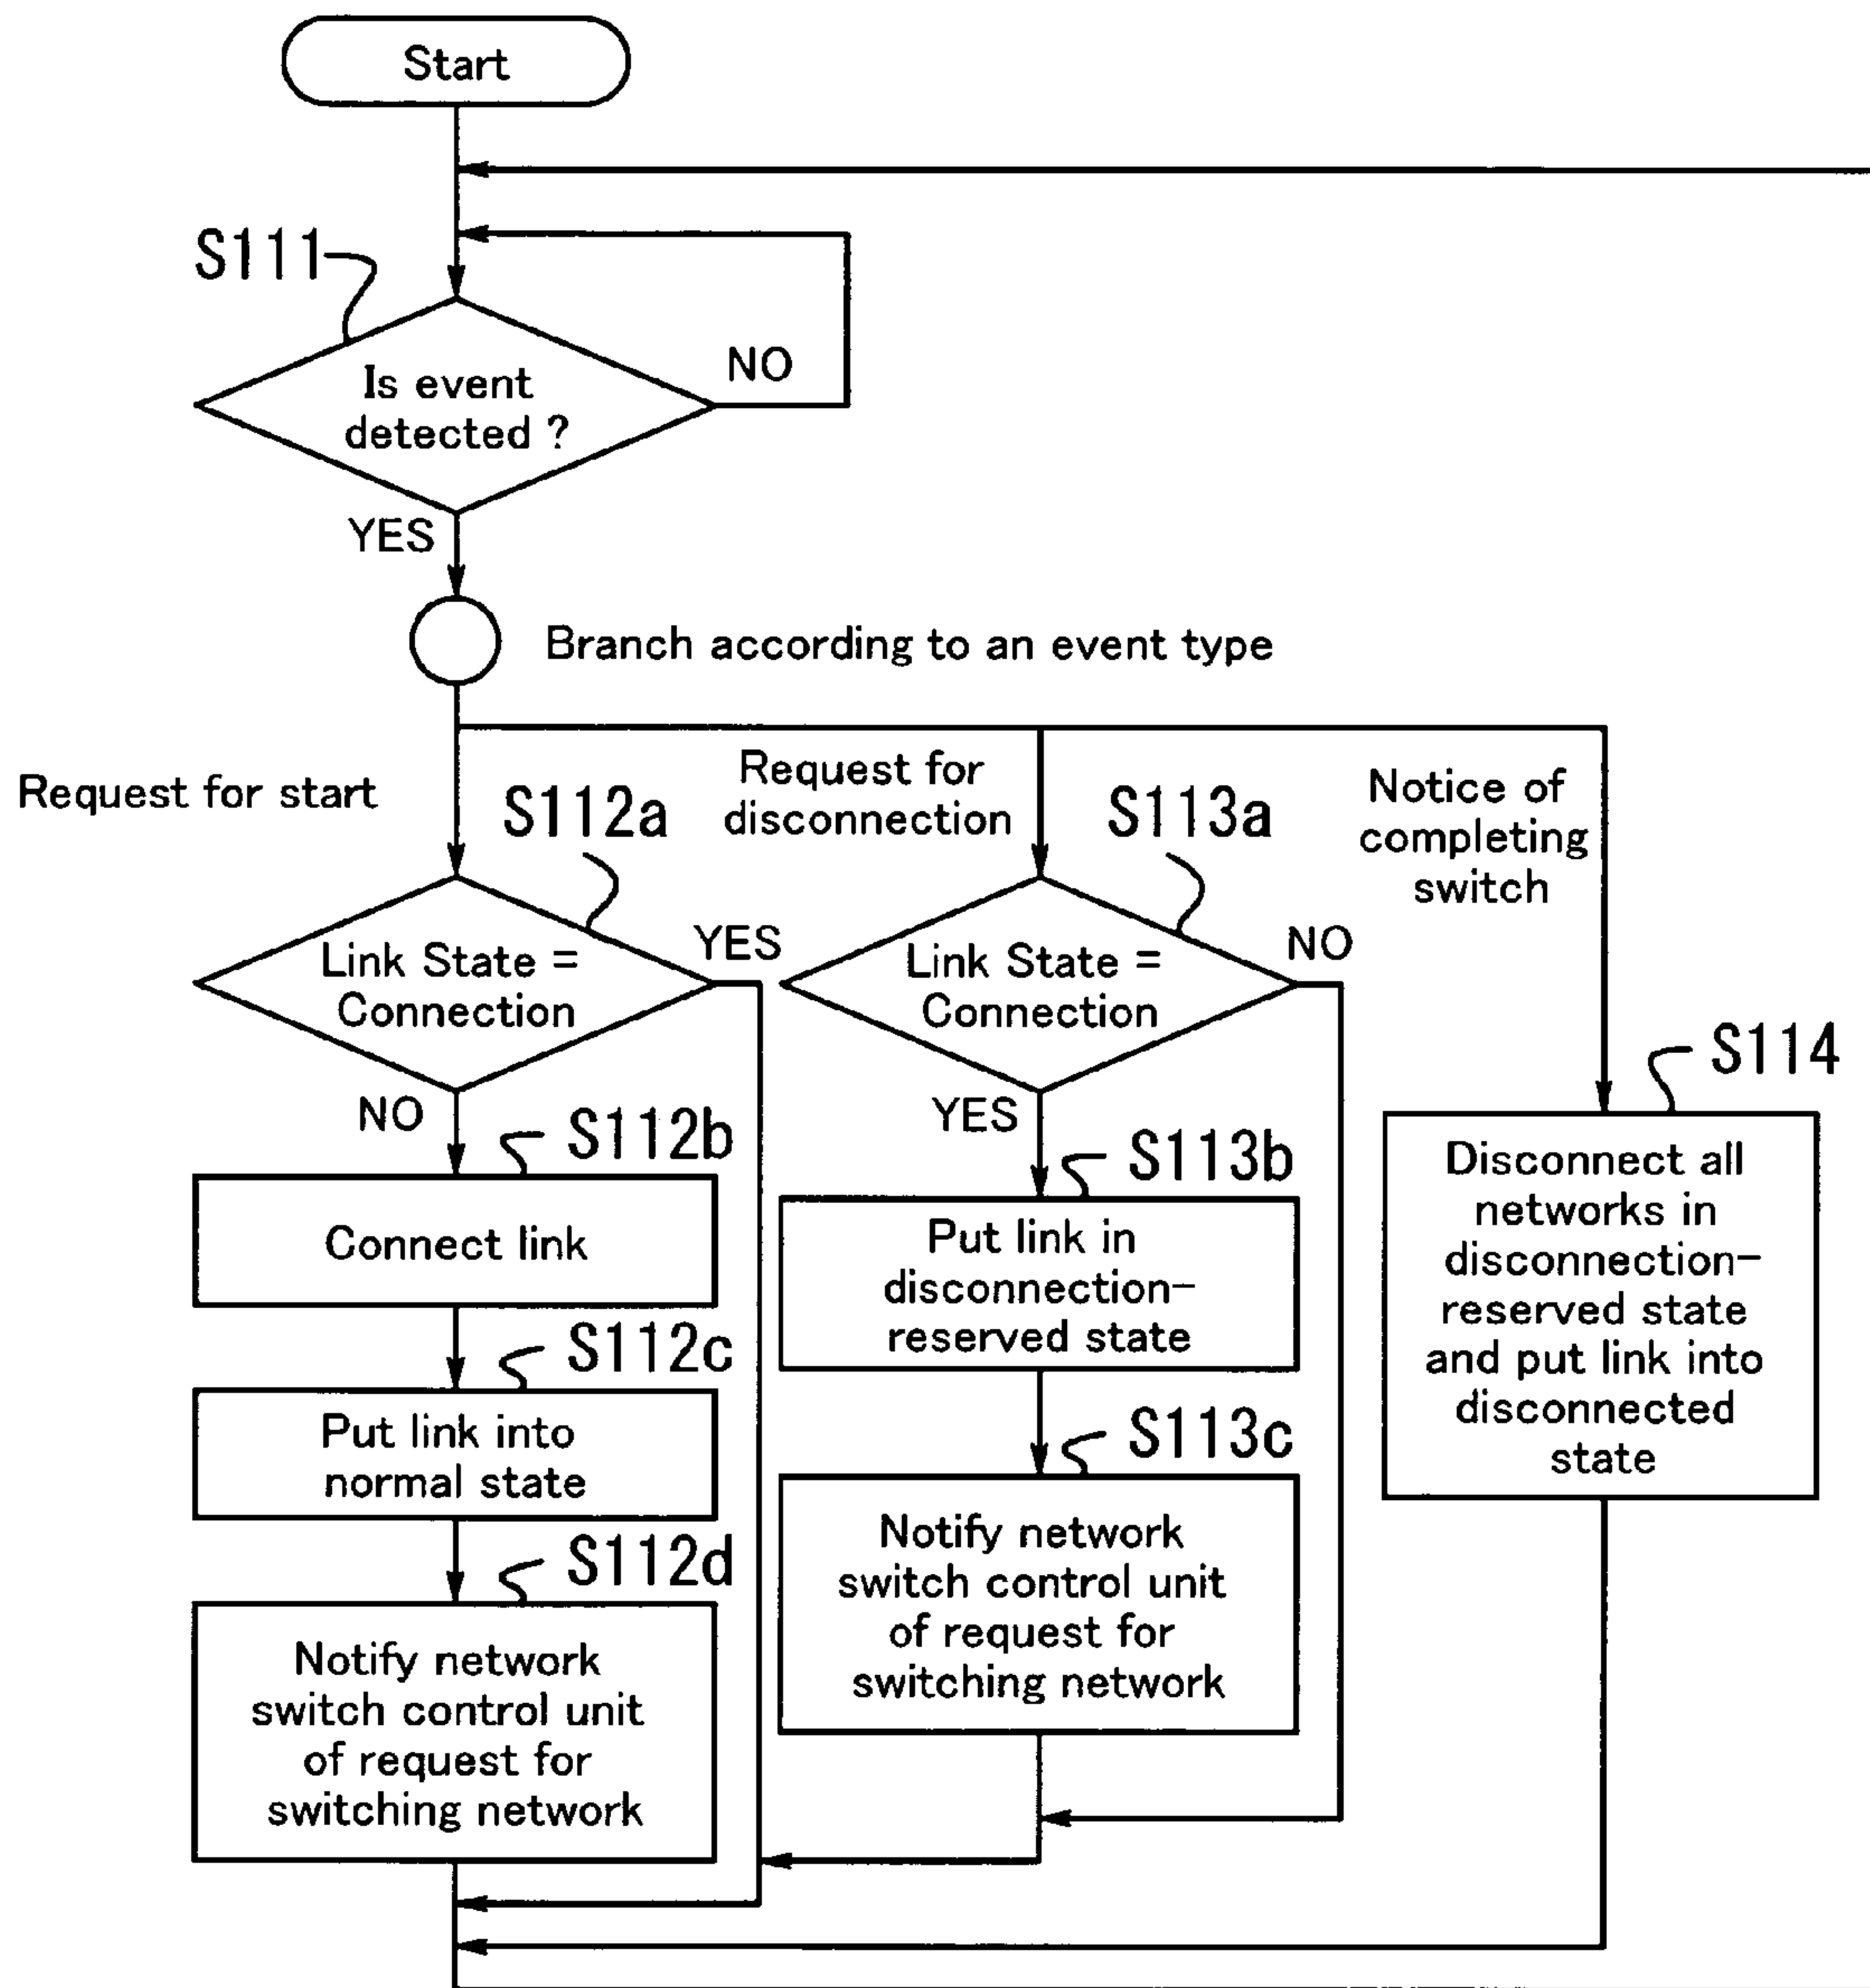 Start
S111
NO
Is event
detected ?
YES
Branch according to an event type
Request for start
Request for
disconnection
Notice of
completing
switch
S112a
S113a
YES
NO
Link State =
Connection
Link State =
Connection
S114
NO
YES
S112b
S113b
Connect link
Put link in
disconnection-
reserved state
Disconnect all
networks in
disconnection-
reserved state
and put link into
disconnected
state
S112c
S113c
Put link into
normal state
Notify network
switch control unit
of request for
switching network
S112d
Notify network
switch control unit
of request for
switching network